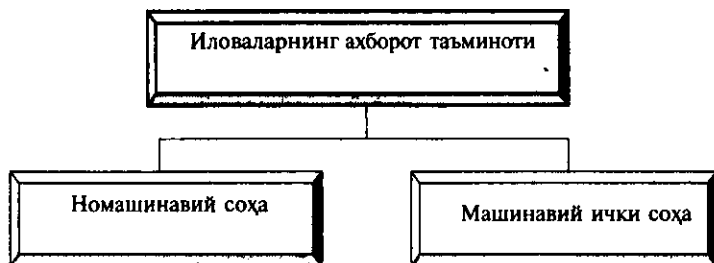 Иловаларнинг ахборот таъминоти
Номашинавий соҳа
Машинавий ички соҳа